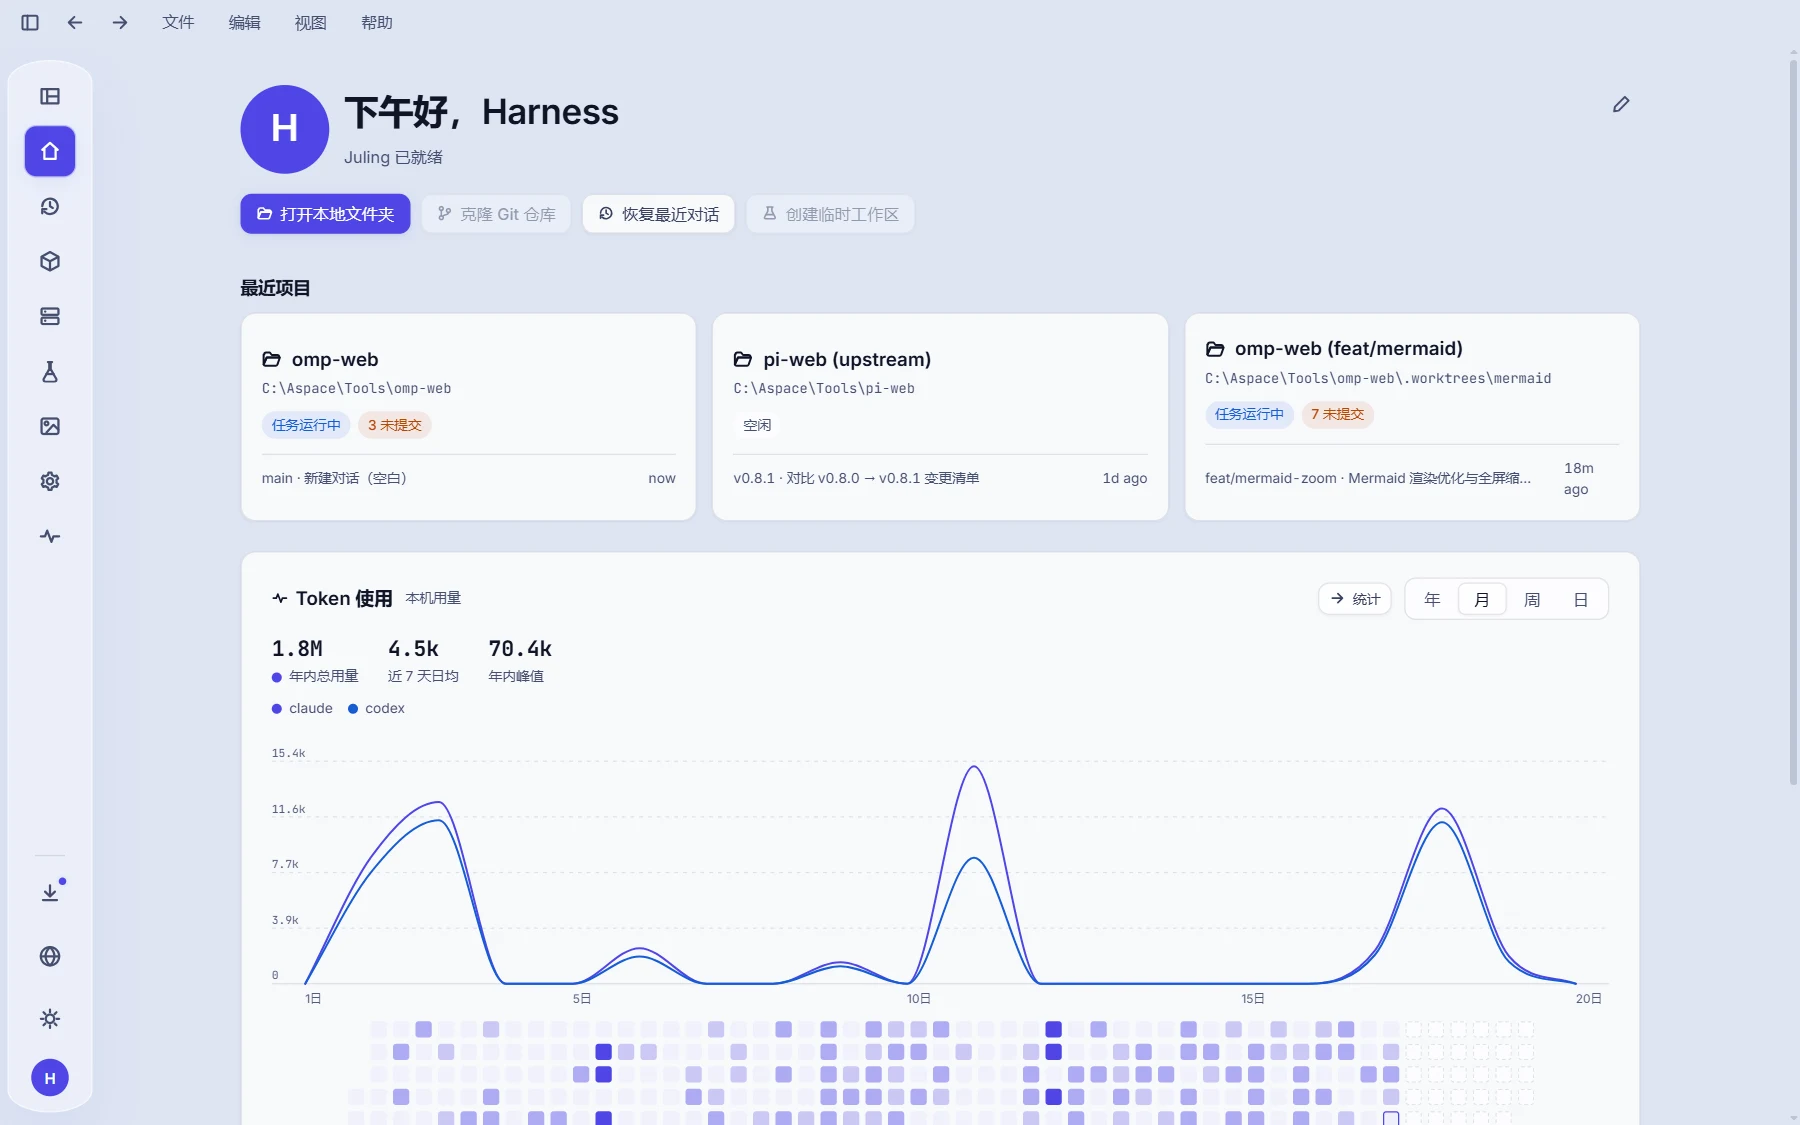 文件 编辑 视图 帮助
H
下午好，Harness
Juling 已就绪
打开本地文件夹 克隆 Git 仓库 恢复最近对话 创建临时工作区
最近项目
omp-web
C:\Aspace\Tools\omp-web
任务运行中 3 未提交
main · 新建对话（空白） now
pi-web (upstream)
C:\Aspace\Tools\pi-web
空闲
v0.8.1 · 对比 v0.8.0 → v0.8.1 变更清单 1d ago
omp-web (feat/mermaid)
C:\Aspace\Tools\omp-web\.worktrees\mermaid
任务运行中 7 未提交
feat/mermaid-zoom · Mermaid 渲染优化与全屏缩... 18m
ago
Token 使用 本机用量
统计 年 月 周 日
1.8M 4.5k 70.4k
年内总用量 近 7 天日均 年内峰值
claude codex
15.4k
11.6k
7.7k
3.9k
0
1日 5日 10日 15日 20日
H